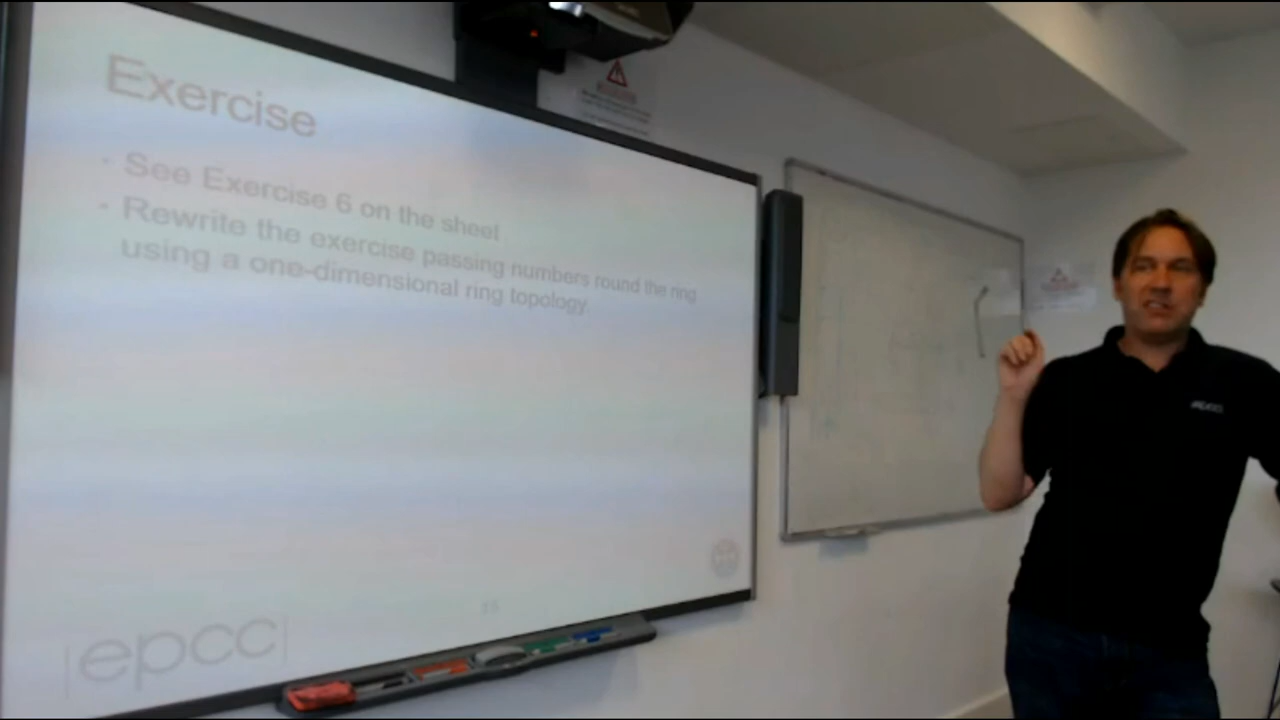 Exercise
· See Exercise 6 on the sheet
· Rewrite the exercise passing numbers round the ring
using a one-dimensional ring topology.
|epcc|